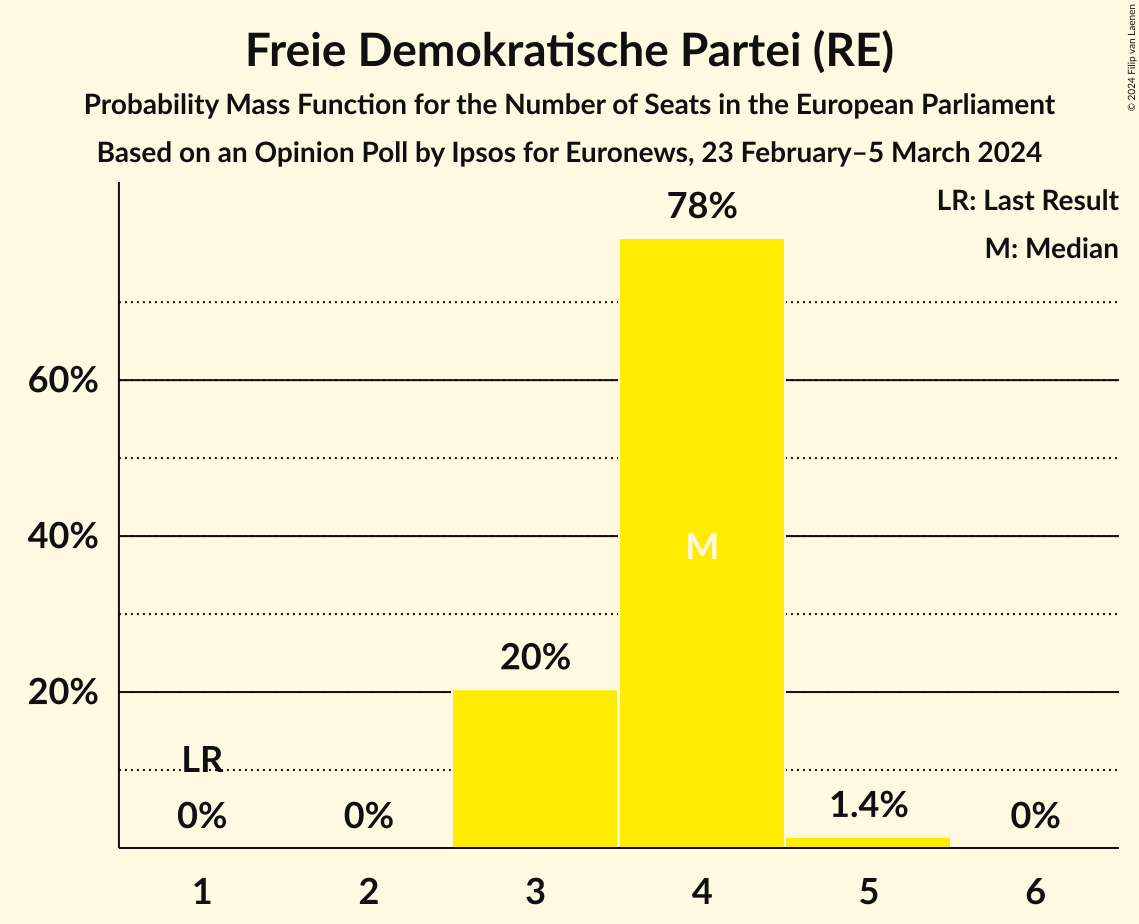 Freie Demokratische Partei (RE)
Probability Mass Function for the Number of Seats in the European Parliament
Based on an Opinion Poll by Ipsos for Euronews, 23 February–5 March 2024
© 2024 Filip van Laenen
LR: Last Result
M: Median
78%
60%
40%
M
20%
20%
LR
0%
0%
1.4%
0%
1 2 3 4 5 6